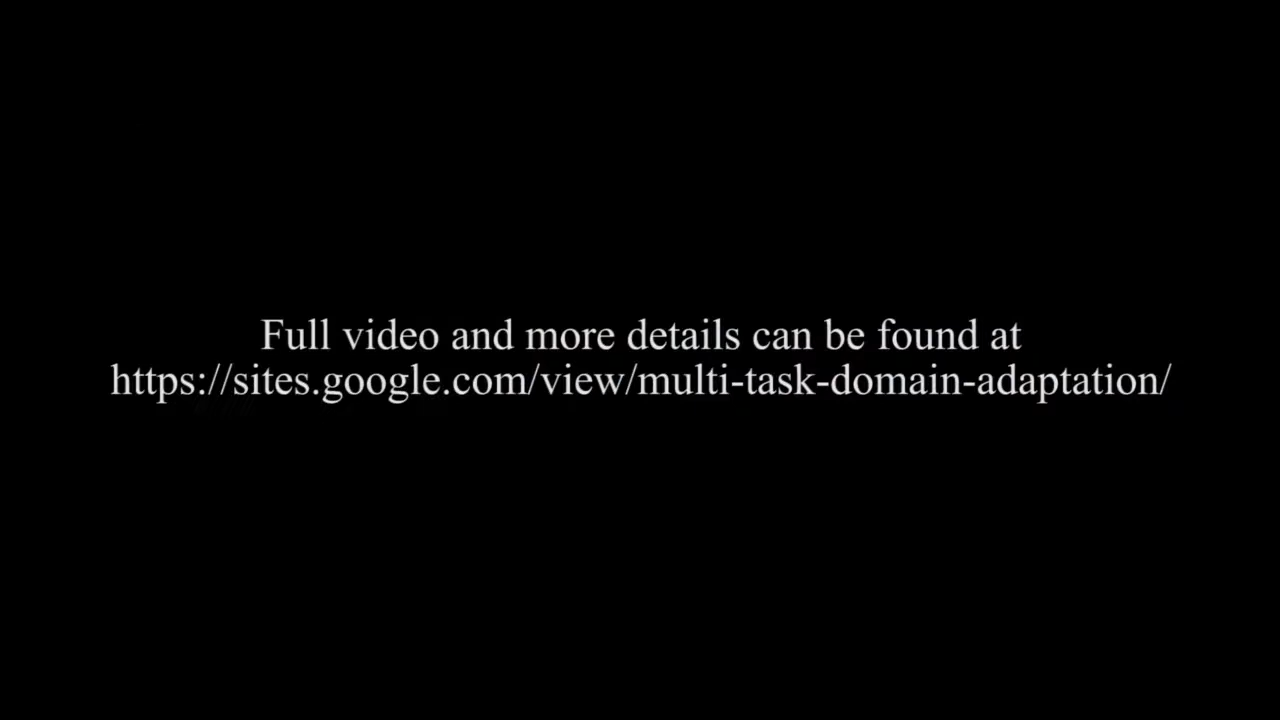 Full video and more details can be found at
https://sites.google.com/view/multi-task-domain-adaptation/